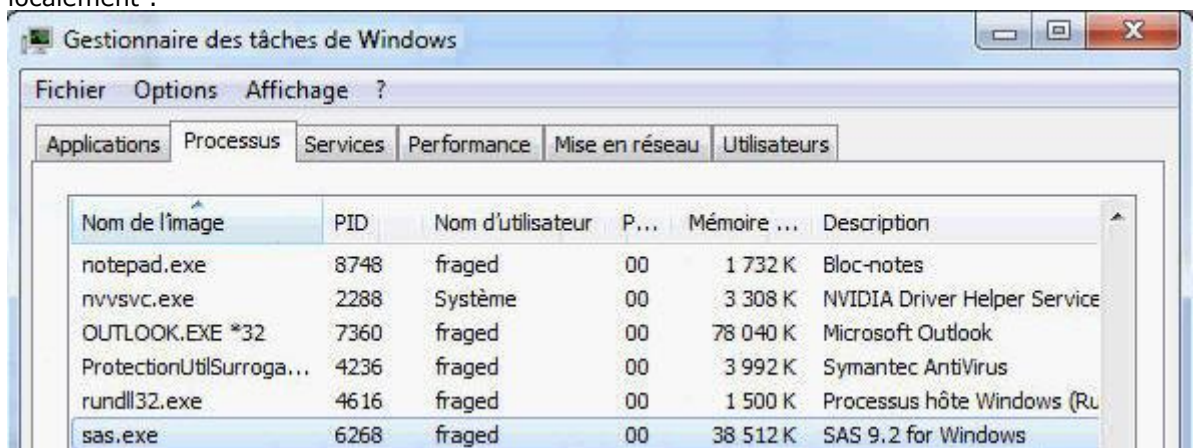 localement :
Gestionnaire des tâches de Windows
Fichier Options Affichage ?
Applications Processus Services Performance Mise en réseau Utilisateurs
Nom de l'image PID Nom d'utilisateur P... Mémoire ... Description
notepad.exe 8748 fraged 00 1 732 K Bloc-notes
nvvsvc.exe 2288 Système 00 3 308 K NVIDIA Driver Helper Service
OUTLOOK.EXE *32 7360 fraged 00 78 040 K Microsoft Outlook
ProtectionUtilSurroga... 4236 fraged 00 3 992 K Symantec AntiVirus
rundll32.exe 4616 fraged 00 1 500 K Processus hôte Windows (Ru
sas.exe 6268 fraged 00 38 512 K SAS 9.2 for Windows